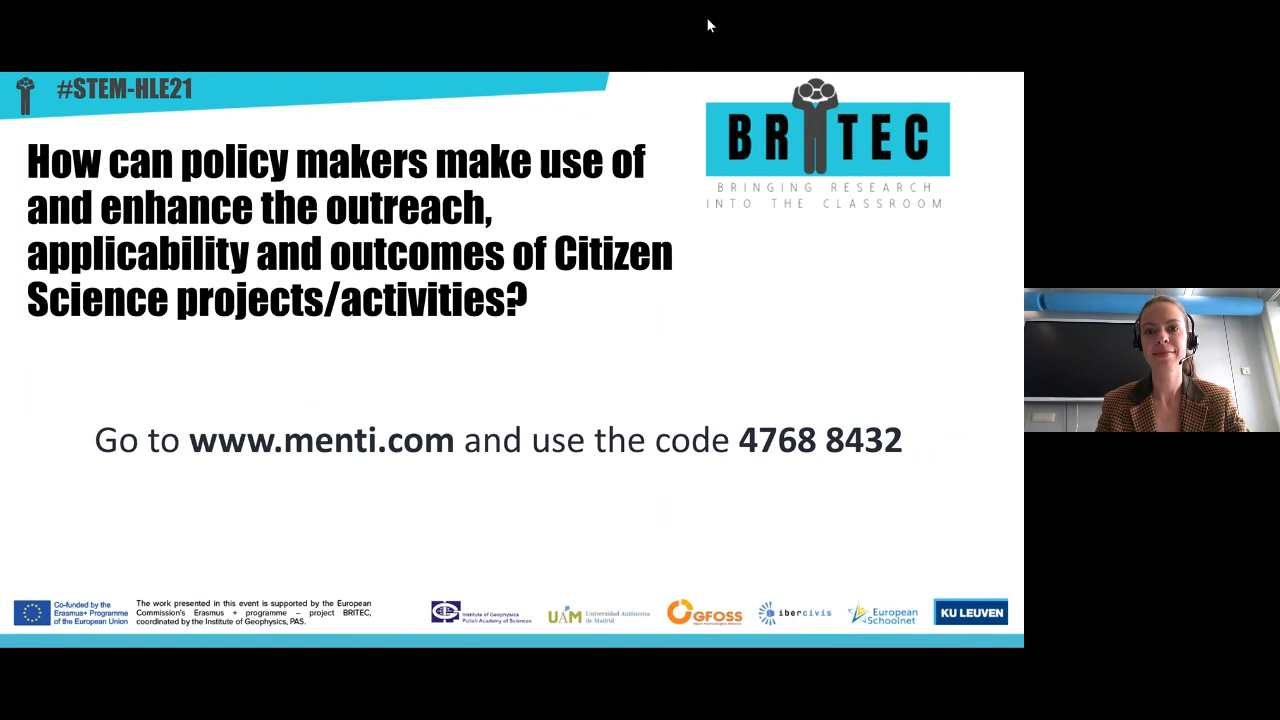 #STEM-HLE21
BRITEC
BRINGING RESEARCH
INTO THE CLASSROOM
How can policy makers make use of
and enhance the outreach,
applicability and outcomes of Citizen
Science projects/activities?
Go to www.menti.com and use the code 4768 8432
Co-funded by the
Erasmus+ Programme
of the European Union
The work presented in this event is supported by the European
Commission's Erasmus + programme – project BRITEC,
coordinated by the Institute of Geophysics, PAS.
Institute of Geophysics
Polish Academy of Sciences
UAM Universidad Autónoma
de Madrid
GFOSS
ibercivis
European
Schoolnet
KU LEUVEN